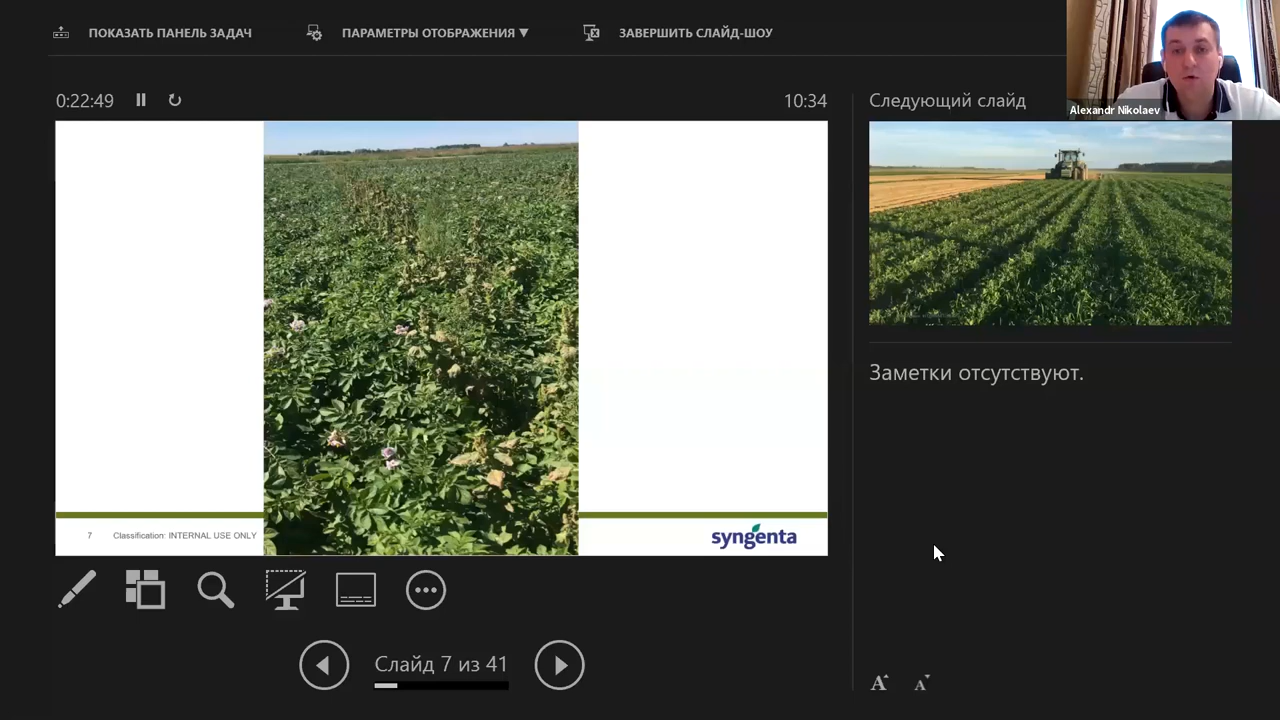 ПОКАЗАТЬ ПАНЕЛЬ ЗАДАЧ
ПАРАМЕТРЫ ОТОБРАЖЕНИЯ ▼
ЗАВЕРШИТЬ СЛАЙД-ШОУ
Alexandr Nikolaev
0:22:49
10:34
Следующий слайд
7
Classification: INTERNAL USE ONLY
syngenta
Заметки отсутствуют.
Слайд 7 из 41
A A